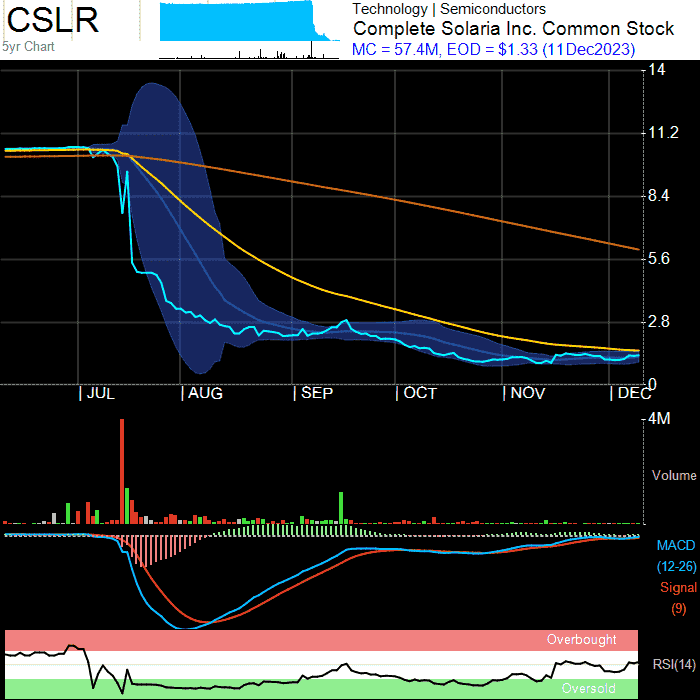 CSLR
5yr Chart
Technology | Semiconductors
Complete Solaria Inc. Common Stock
MC = 57.4M, EOD = $1.33 (11Dec2023)
14
11.2
8.4
5.6
2.8
0
| JUL | AUG | SEP | OCT | NOV | DEC
4M
Volume
MACD
(12-26)
Signal
(9)
Overbought
RSI(14)
Oversold